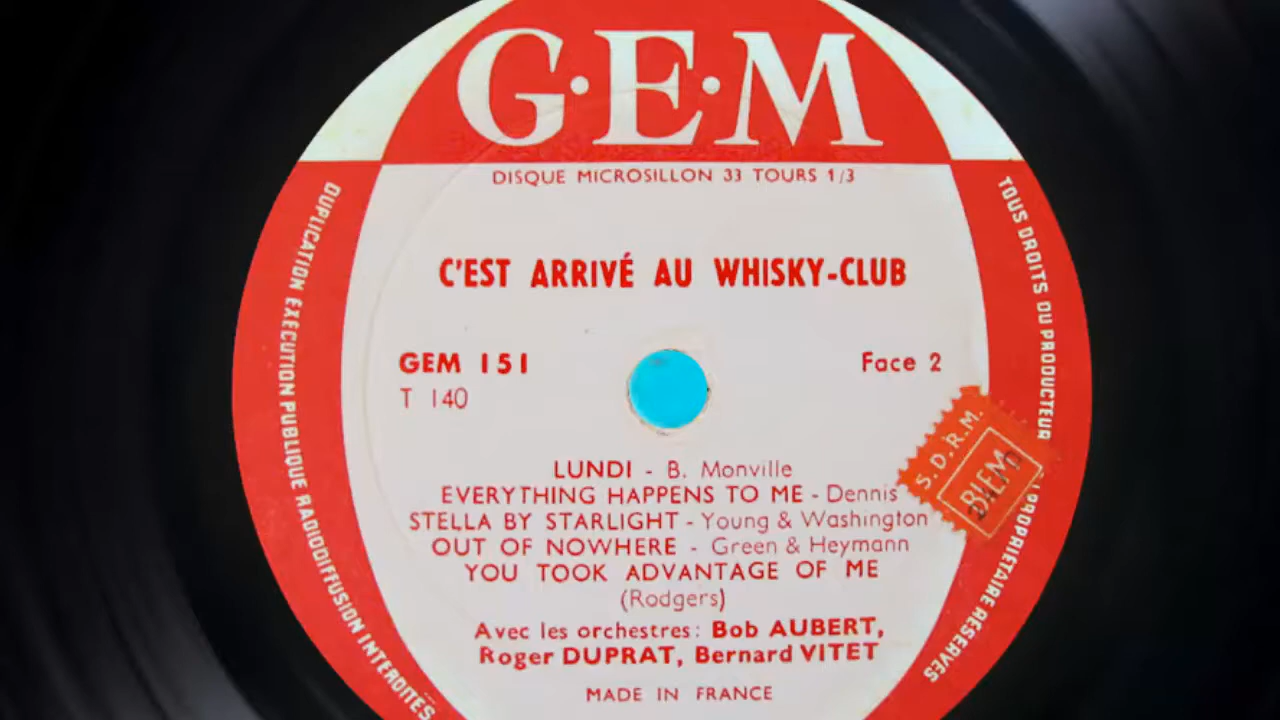 G·E·M
DISQUE MICROSILLON 33 TOURS 1/3
C'EST ARRIVÉ AU WHISKY-CLUB
GEM 151
Face 2
T 140
LUNDI - B. Monville
EVERYTHING HAPPENS TO ME - Dennis
STELLA BY STARLIGHT - Young & Washington
OUT OF NOWHERE - Green & Heymann
YOU TOOK ADVANTAGE OF ME
(Rodgers)
Avec les orchestres: Bob AUBERT,
Roger DUPRAT, Bernard VITET
MADE IN FRANCE
DUPLICATION EXECUTION PUBLIQUE RADIODIFFUSION INTERDITES
TOUS DROITS DU PRODUCTEUR
PROPRIETAIRE RESERVES
S.D.R.M.
BIEM